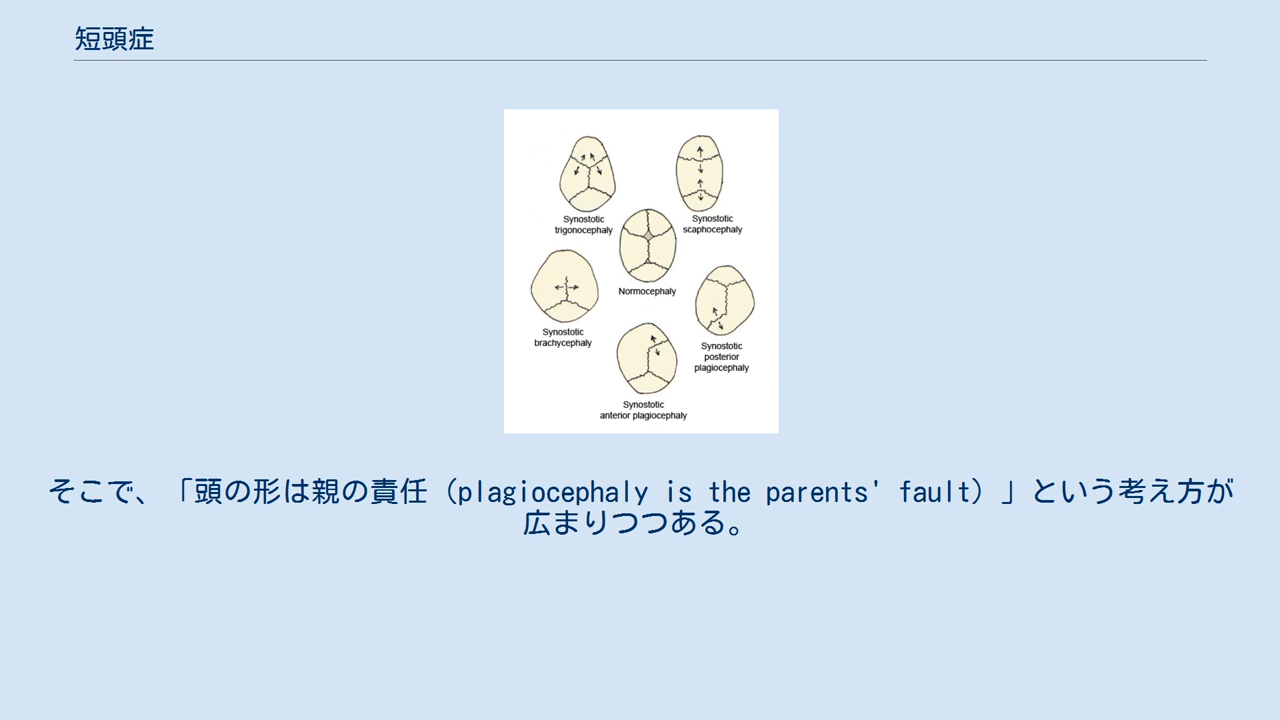 短頭症
Synostotic
trigonocephaly
Synostotic
scaphocephaly
Normocephaly
Synostotic
brachycephaly
Synostotic
posterior
plagiocephaly
Synostotic
anterior plagiocephaly
そこで、「頭の形は親の責任（plagiocephaly is the parents' fault）」という考え方が
広まりつつある。